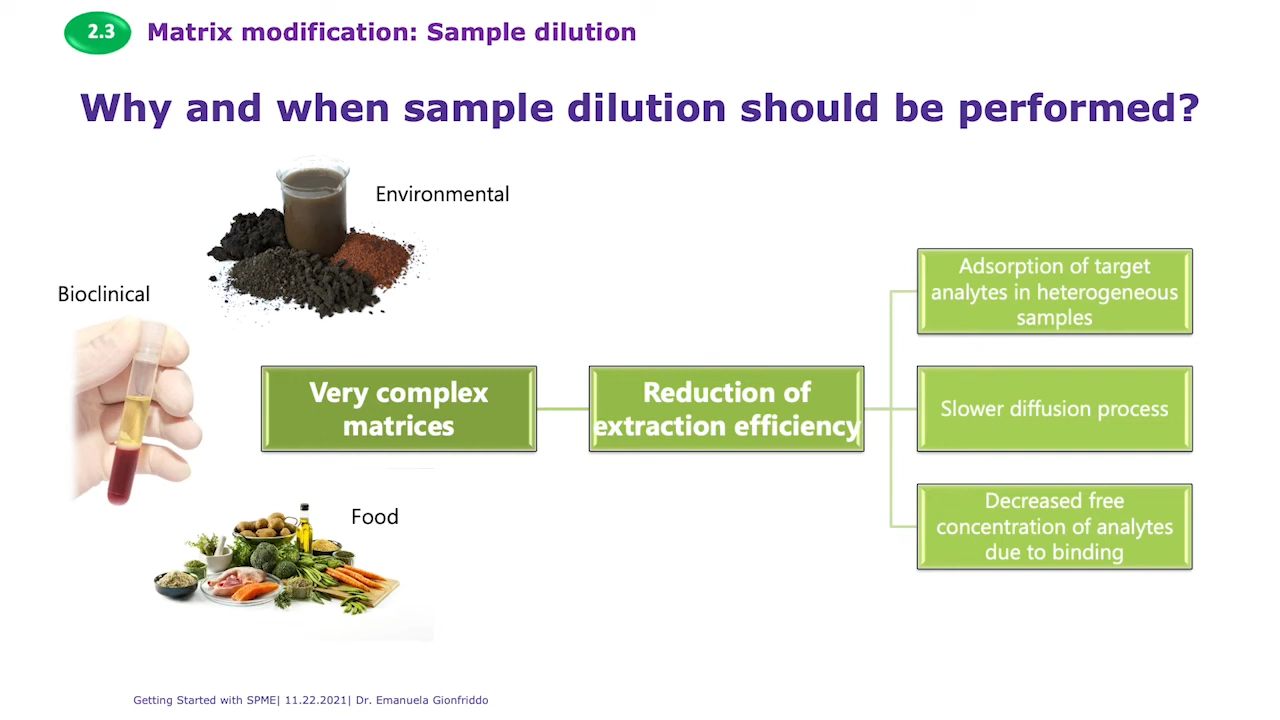 2.3
Matrix modification: Sample dilution
Why and when sample dilution should be performed?
Environmental
Bioclinical
Food
Very complex
matrices
Reduction of
extraction efficiency
Adsorption of target
analytes in heterogeneous
samples
Slower diffusion process
Decreased free
concentration of analytes
due to binding
Getting Started with SPME| 11.22.2021| Dr. Emanuela Gionfriddo